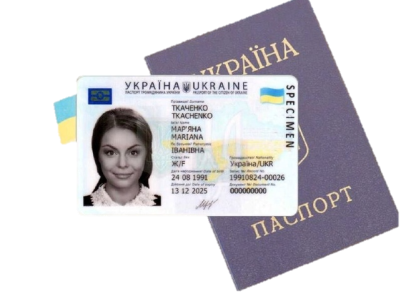 УКРАЇНА
УКРАЇНА UKRAINE
SPECIMEN
ТКАЧЕНКО
TKACHENKO
МАР'ЯНА
MARIANA
ІВАНІВНА
Ж/F
Україна/UKR
24 08 1991
19910824-00026
13 12 2025
000000000
ПАСПОРТ